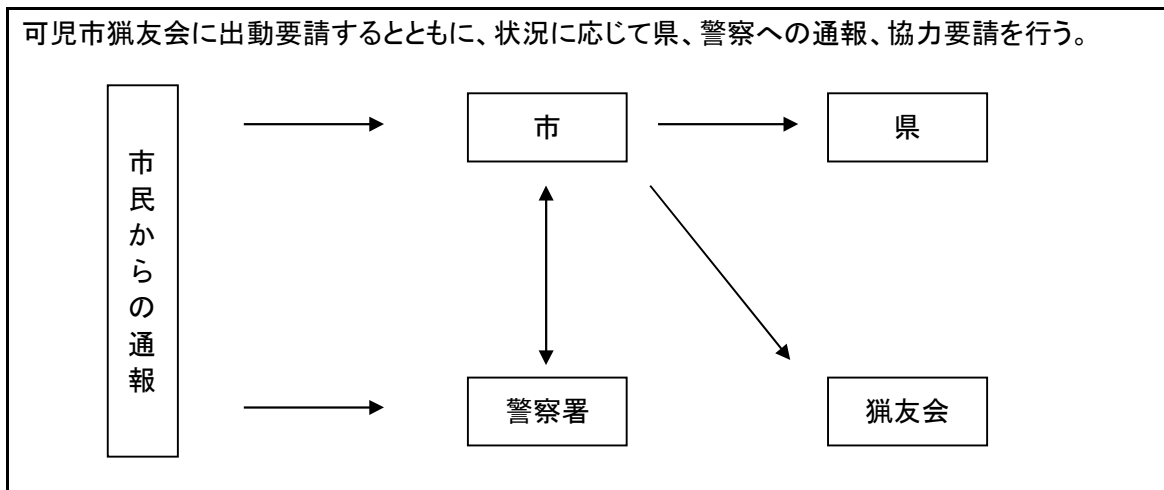 可児市猟友会に出動要請するとともに、状況に応じて県、警察への通報、協力要請を行う。
市民からの通報
市
県
警察署
猟友会